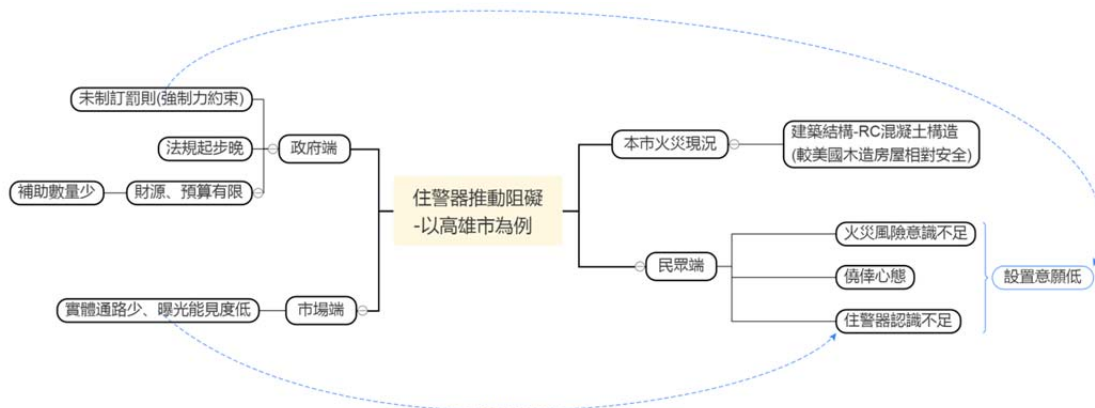 住警器推動阻礙
-以高雄市為例
政府端
未制訂罰則(強制力約束)
法規起步晚
財源、預算有限
補助數量少
市場端
實體通路少、曝光能見度低
本市火災現況
建築結構-RC混凝土構造
(較美國木造房屋相對安全)
民眾端
火災風險意識不足
僥倖心態
住警器認識不足
設置意願低